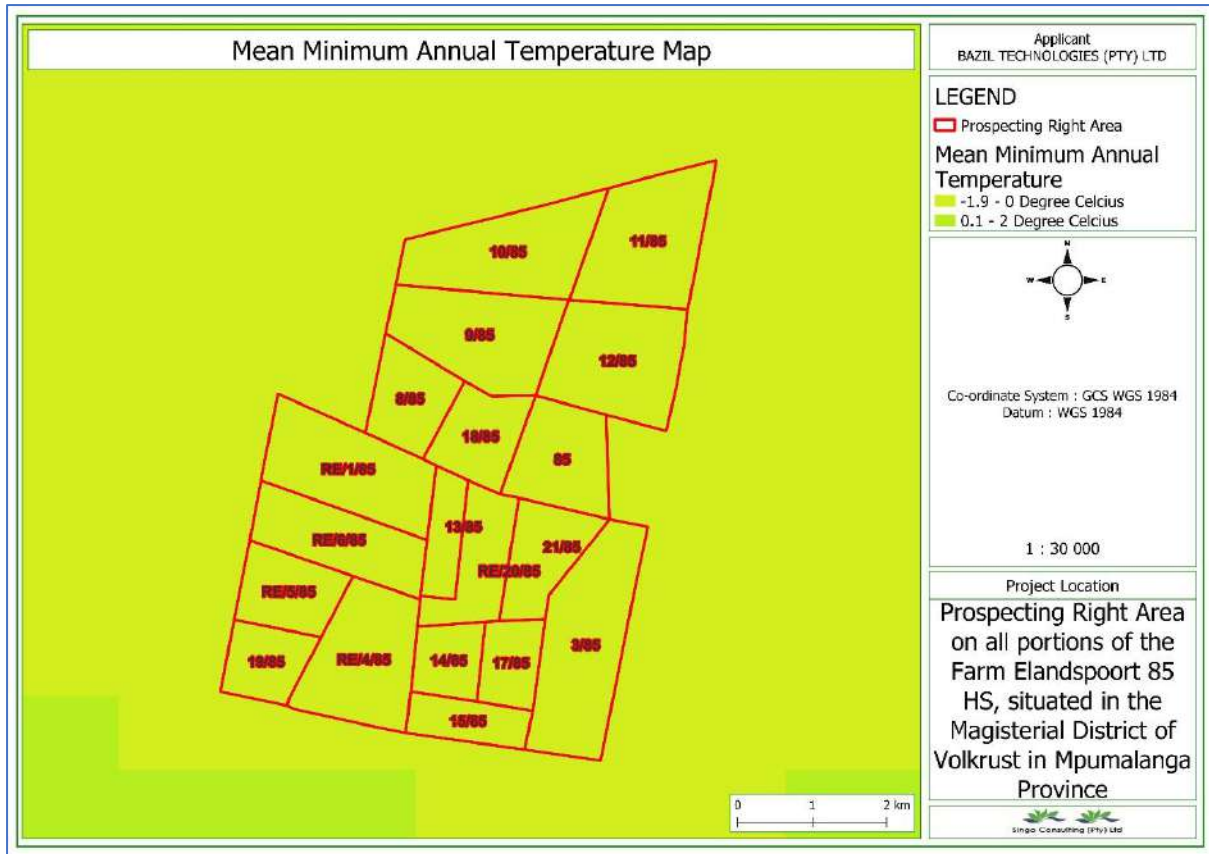 Mean Minimum Annual Temperature Map
10/85
11/85
9/85
12/85
8/85
18/85
85
RE/1/85
13/85
21/85
RE/6/85
RE/20/85
RE/5/85
3/85
19/85
RE/4/85
14/85
17/85
15/85
0 1 2 km
Applicant
BAZIL TECHNOLOGIES (PTY) LTD
LEGEND
Prospecting Right Area
Mean Minimum Annual
Temperature
-1.9 - 0 Degree Celcius
0.1 - 2 Degree Celcius
N
W E
S
Co-ordinate System : GCS WGS 1984
Datum : WGS 1984
1 : 30 000
Project Location
Prospecting Right Area
on all portions of the
Farm Elandspoort 85
HS, situated in the
Magisterial District of
Volkrust in Mpumalanga
Province
Singo Consulting (Pty) Ltd